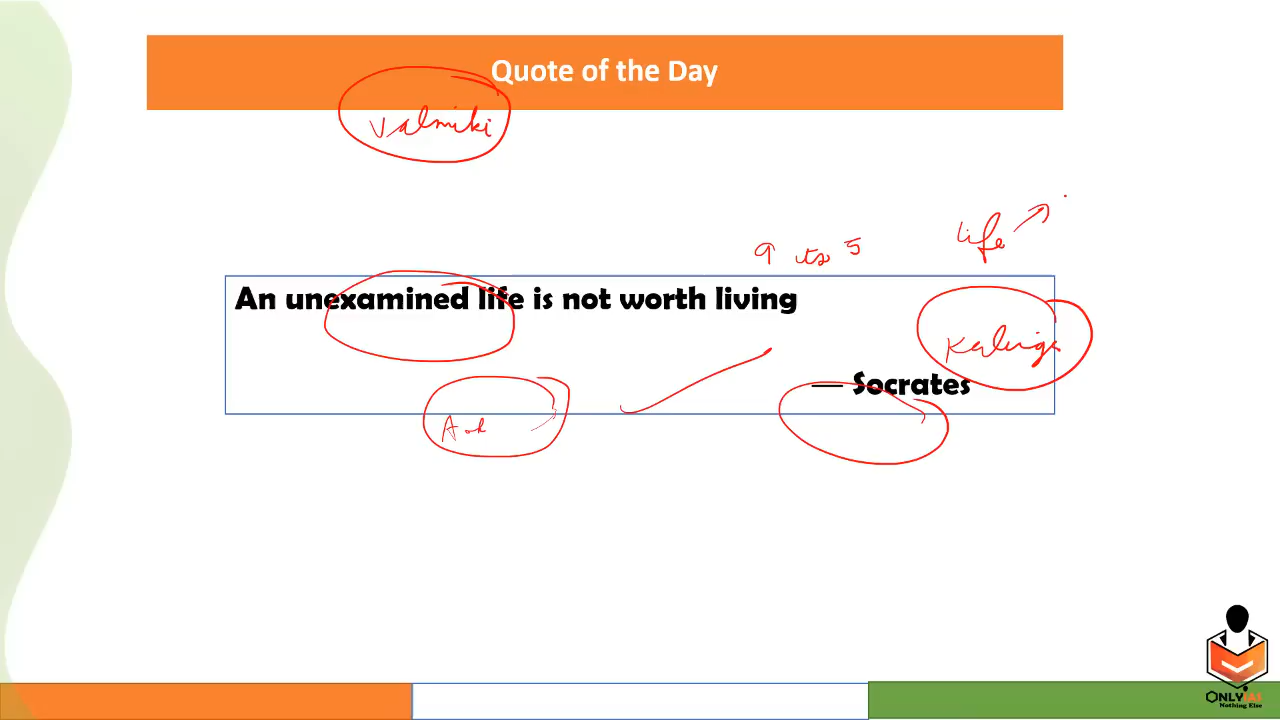 Quote of the Day
Valmiki
life
9 to 5
An unexamined life is not worth living
Kalinga
— Socrates
ONLYIAS
Nothing Else